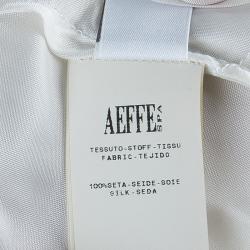 AEFFE SPA
TESSUTO-STOFF-TISSU
FABRIC-TEJIDO
100%SETA-SEIDE-SOIE
SILK-SEDA